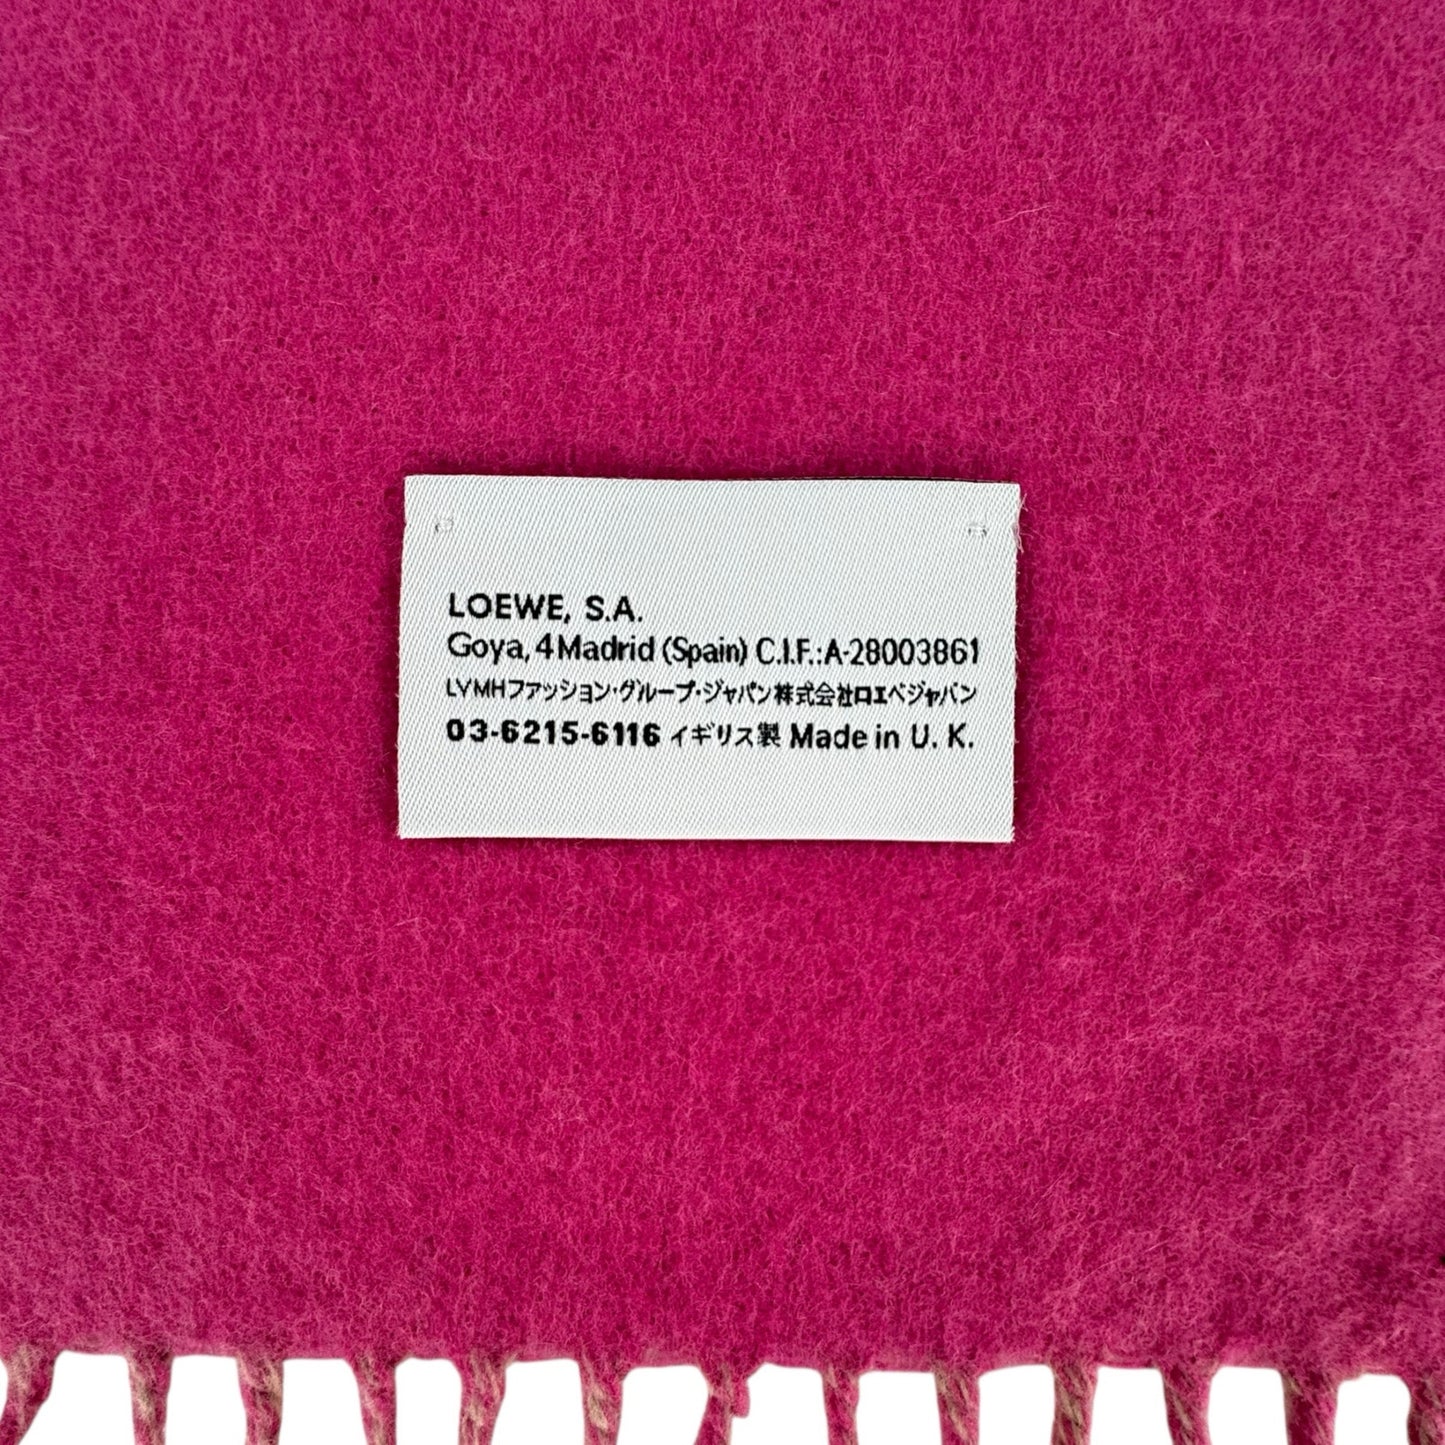 LOEWE, S.A.
Goya, 4 Madrid (Spain) C.I.F.:A-28003861
LVMHファッション・グループ・ジャパン株式会社ロエベジャパン
03-6215-6116 イギリス製 Made in U. K.